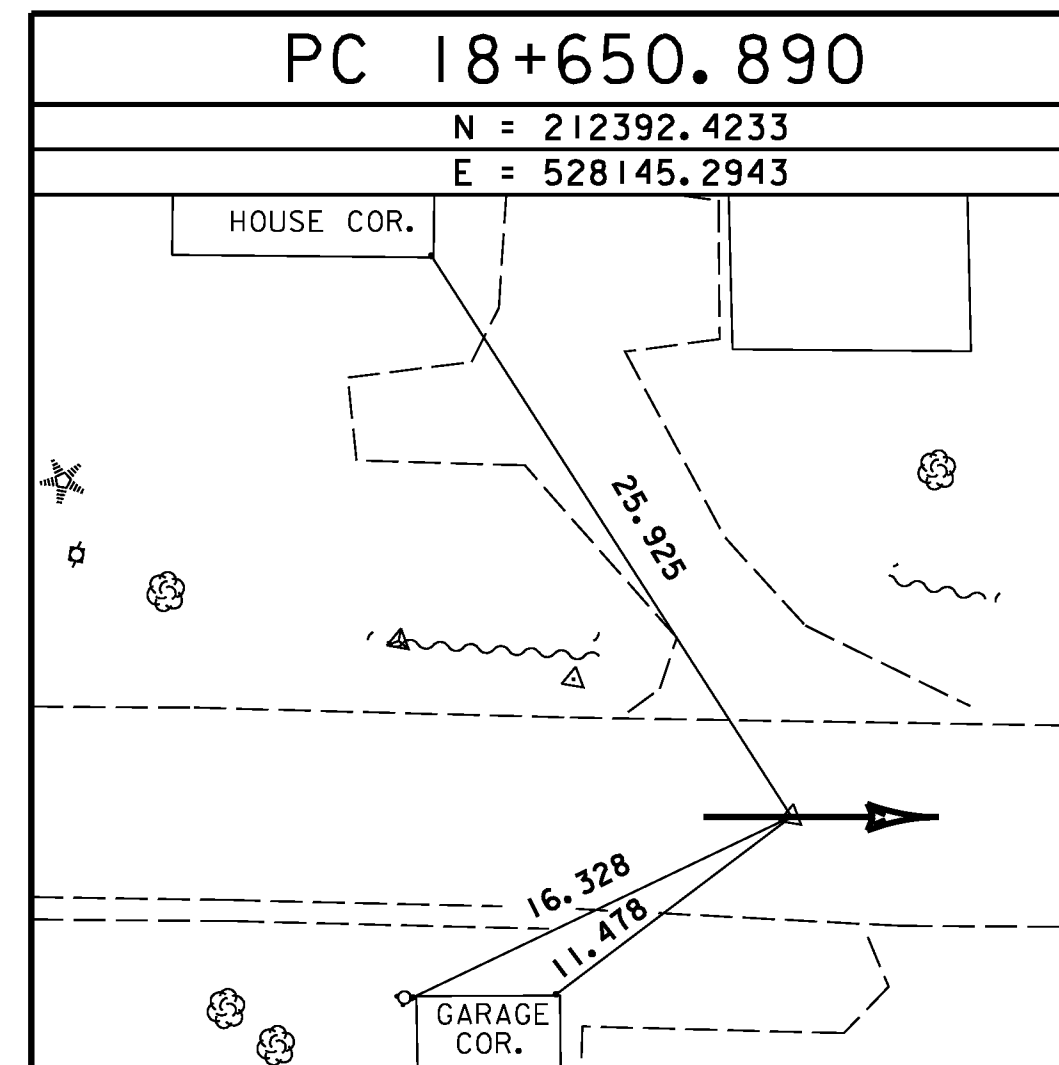 PC 18+650.890
N = 212392.4233
E = 528145.2943
HOUSE COR.
25.925
16.328
11.478
GARAGE
COR.